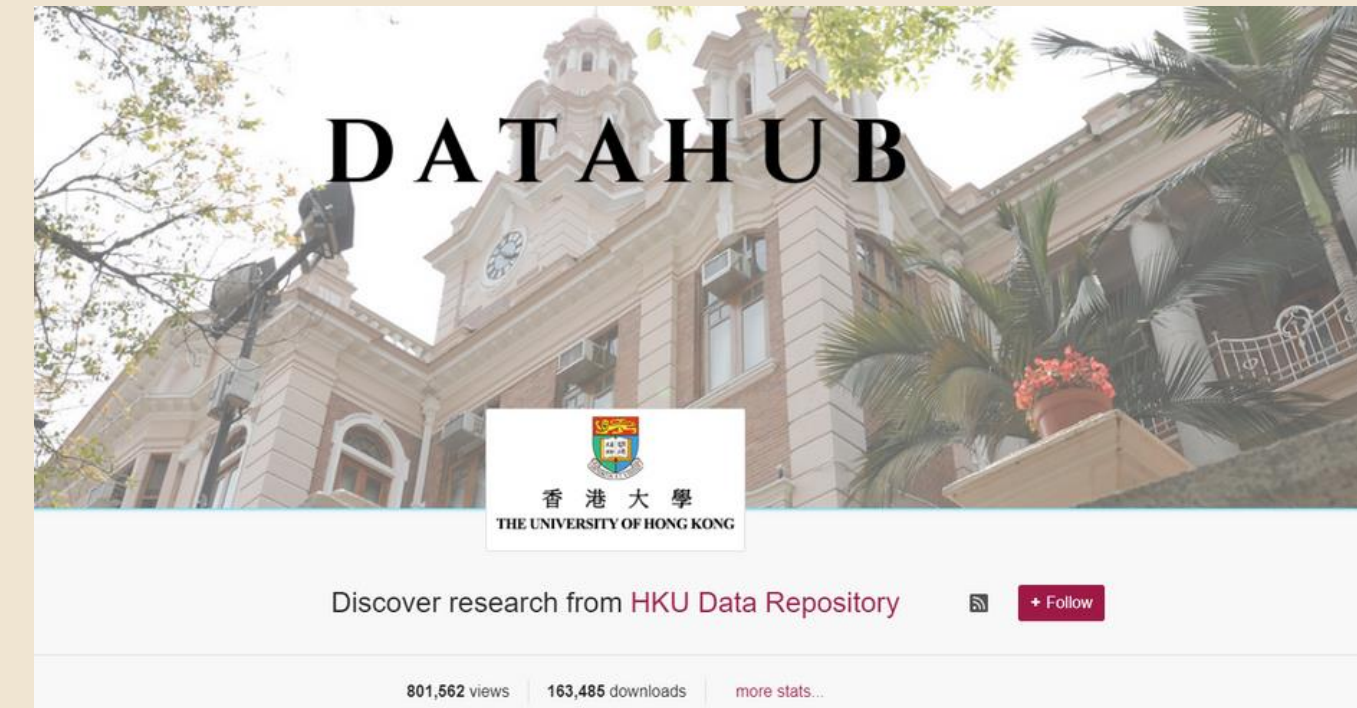 DATAHUB
香港大學
THE UNIVERSITY OF HONG KONG
Discover research from HKU Data Repository
+ Follow
801,562 views
163,485 downloads
more stats...